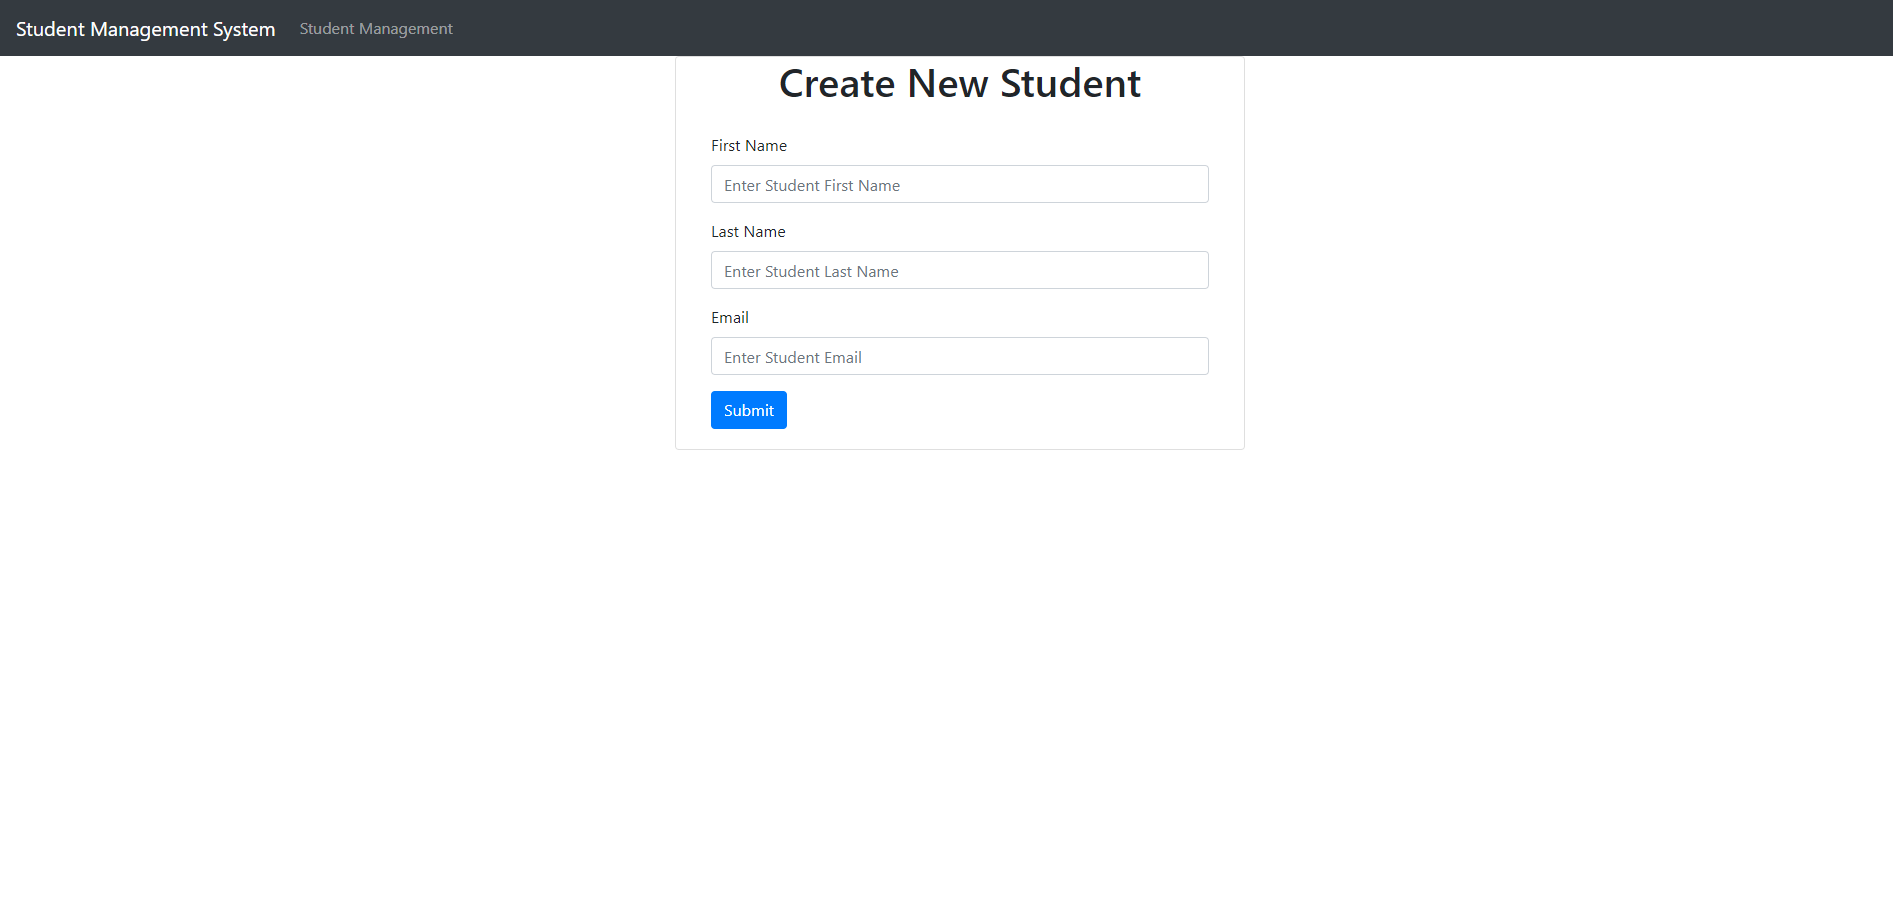 Student Management System Student Management
Create New Student
First Name
Enter Student First Name
Last Name
Enter Student Last Name
Email
Enter Student Email
Submit